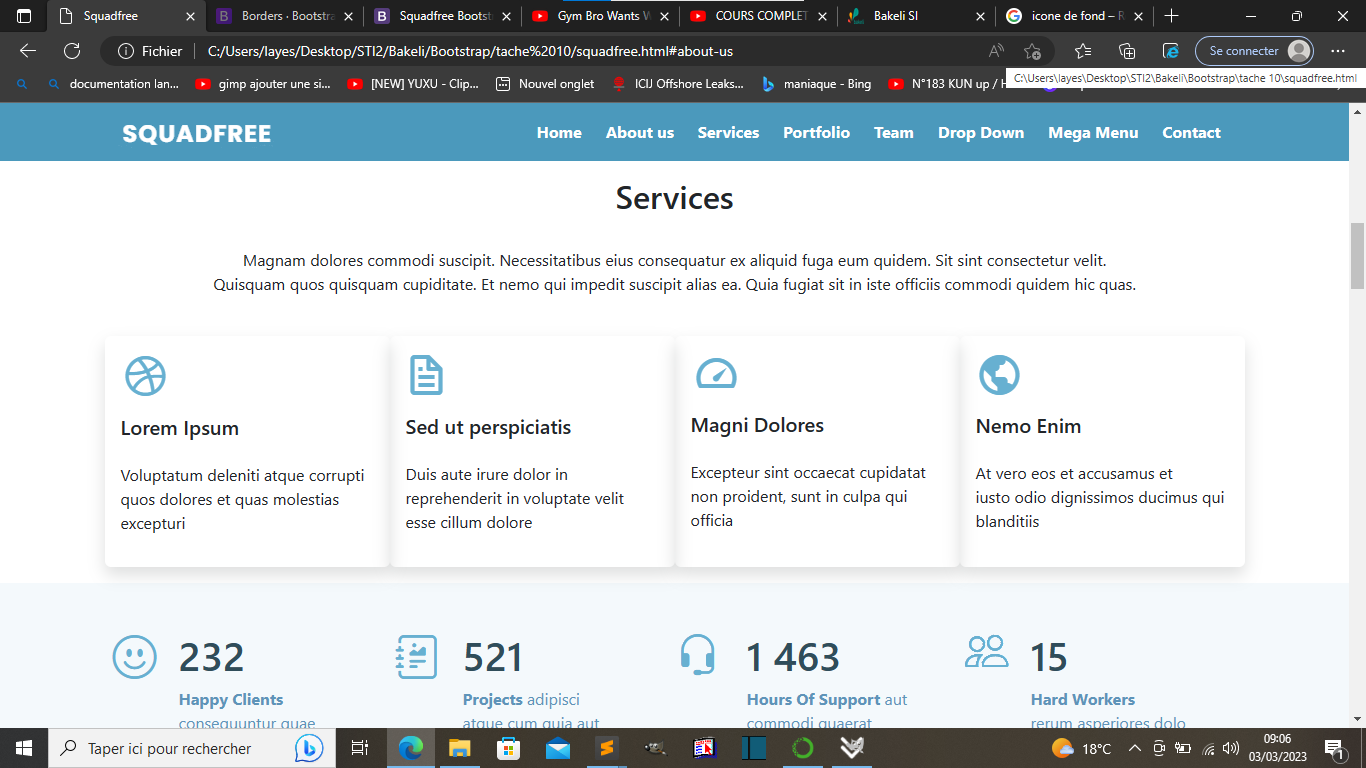 Squadfree
Borders · Bootstra
Squadfree Bootst
Gym Bro Wants W
COURS COMPLET
Bakeli SI
icone de fond – R
Fichier
C:/Users/layes/Desktop/STI2/Bakeli/Bootstrap/tache%2010/squadfree.html#about-us
Se connecter
documentation lan...
gimp ajouter une si...
[NEW] YUXU - Clip...
Nouvel onglet
ICIJ Offshore Leaks...
maniaque - Bing
N°183 KUN up / H
C:\Users\layes\Desktop\STI2\Bakeli\Bootstrap\tache 10\squadfree.html
SQUADFREE
Home
About us
Services
Portfolio
Team
Drop Down
Mega Menu
Contact
Services
Magnam dolores commodi suscipit. Necessitatibus eius consequatur ex aliquid fuga eum quidem. Sit sint consectetur velit.
Quisquam quos quisquam cupiditate. Et nemo qui impedit suscipit alias ea. Quia fugiat sit in iste officiis commodi quidem hic quas.
Lorem Ipsum
Voluptatum deleniti atque corrupti
quos dolores et quas molestias
excepturi
Sed ut perspiciatis
Duis aute irure dolor in
reprehenderit in voluptate velit
esse cillum dolore
Magni Dolores
Excepteur sint occaecat cupidatat
non proident, sunt in culpa qui
officia
Nemo Enim
At vero eos et accusamus et
iusto odio dignissimos ducimus qui
blanditiis
232
Happy Clients
consequuntur quae
521
Projects adipisci
atque cum quia aut
1 463
Hours Of Support aut
commodi quaerat
15
Hard Workers
rerum asperiores dolo
Taper ici pour rechercher
18°C
09:06
03/03/2023
1